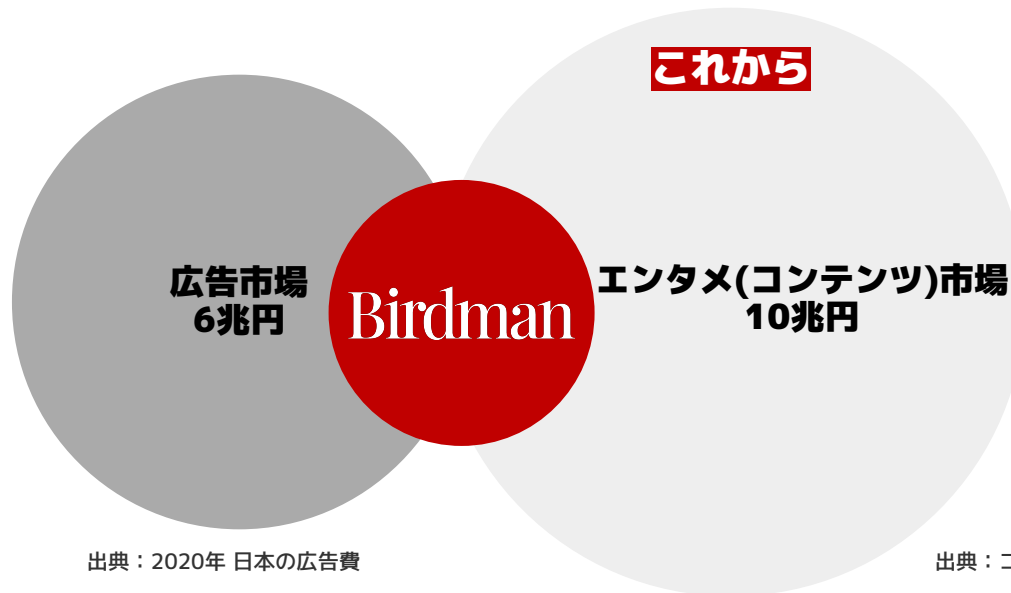 これから
広告市場
6兆円
Birdman
エンタメ(コンテンツ)市場
10兆円
出典：2020年 日本の広告費
出典：